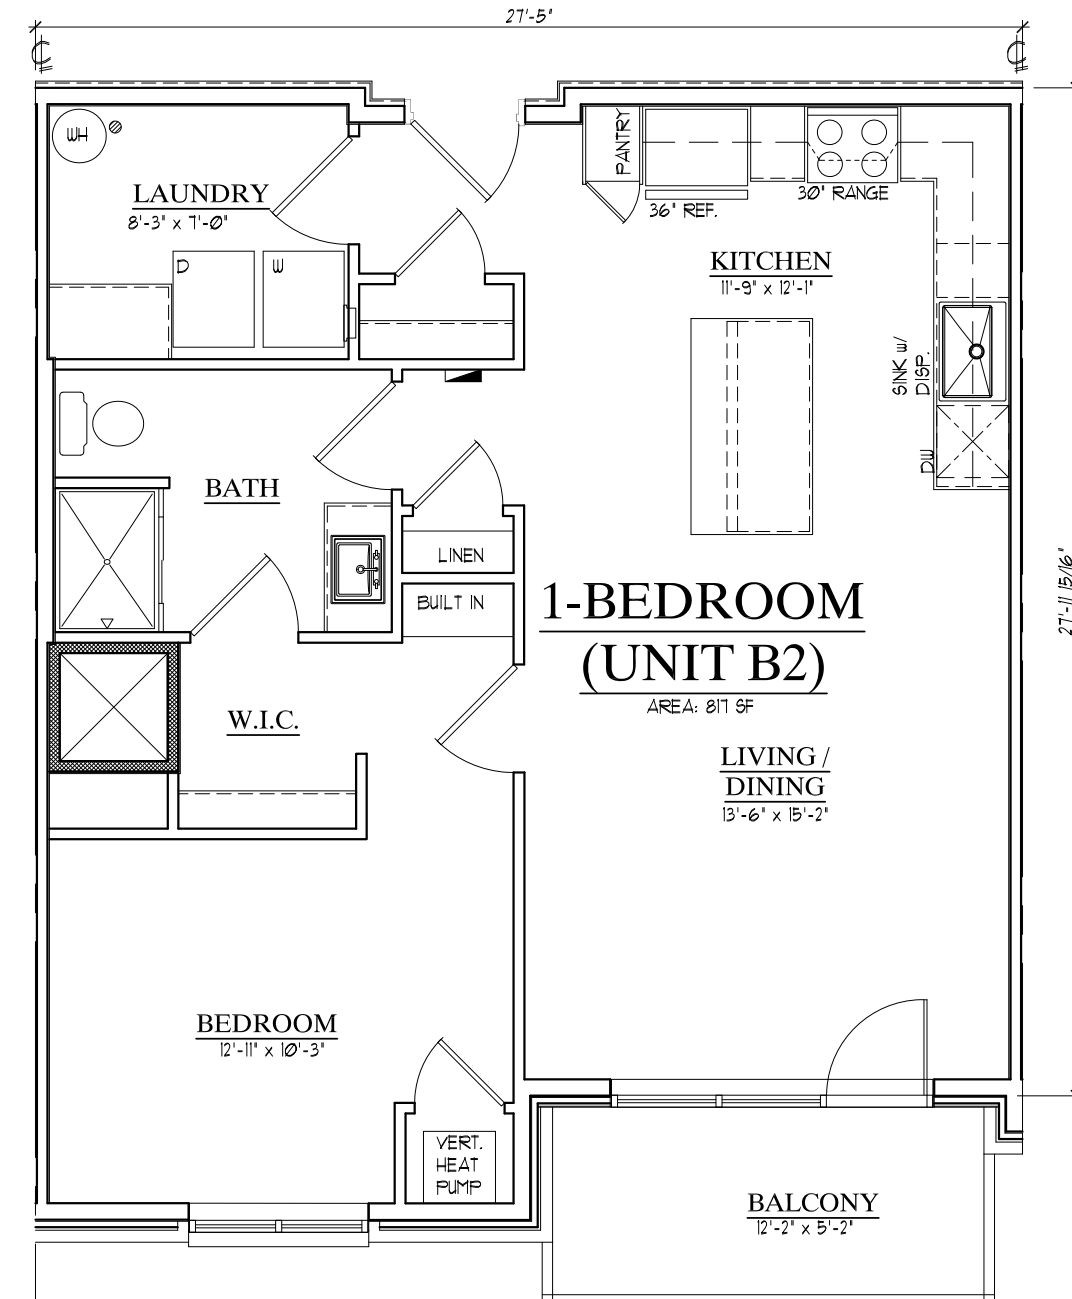 27'-5"
℄
℄
WH
PANTRY
LAUNDRY
8'-3" x 7'-0"
30" RANGE
36" REF.
D
W
KITCHEN
11'-9" x 12'-1"
SINK w/
DISP.
DW
BATH
LINEN
BUILT IN
27'-11 15/16"
1-BEDROOM
(UNIT B2)
AREA: 817 SF
W.I.C.
LIVING /
DINING
13'-6" x 15'-2"
BEDROOM
12'-11" x 10'-3"
VERT.
HEAT
PUMP
BALCONY
12'-2" x 5'-2"